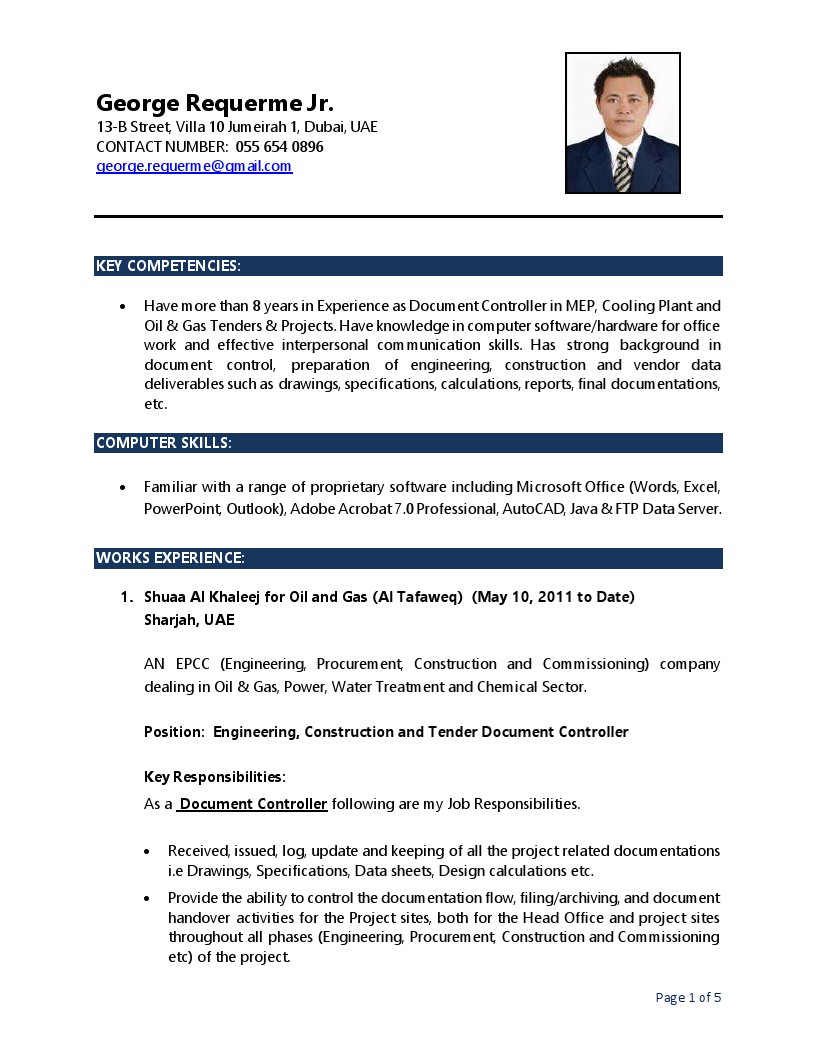 George Requerme Jr.
13-B Street, Villa 10 Jumeirah 1, Dubai, UAE
CONTACT NUMBER:  055 654 0896
george.requerme@gmail.com
KEY COMPETENCIES:
• Have more than 8 years in Experience as Document Controller in MEP, Cooling Plant and
Oil & Gas Tenders & Projects. Have knowledge in computer software/hardware for office
work and effective interpersonal communication skills. Has strong background in
document control, preparation of engineering, construction and vendor data
deliverables such as drawings, specifications, calculations, reports, final documentations,
etc.
COMPUTER SKILLS:
• Familiar with a range of proprietary software including Microsoft Office (Words, Excel,
PowerPoint, Outlook), Adobe Acrobat 7.0 Professional, AutoCAD, Java & FTP Data Server.
WORKS EXPERIENCE:
1. Shuaa Al Khaleej for Oil and Gas (Al Tafaweq)  (May 10, 2011 to Date)
Sharjah, UAE
AN EPCC (Engineering, Procurement, Construction and Commissioning) company
dealing in Oil & Gas, Power, Water Treatment and Chemical Sector.
Position:  Engineering, Construction and Tender Document Controller
Key Responsibilities:
As a  Document Controller following are my Job Responsibilities.
• Received, issued, log, update and keeping of all the project related documentations
i.e Drawings, Specifications, Data sheets, Design calculations etc.
• Provide the ability to control the documentation flow, filing/archiving, and document
handover activities for the Project sites, both for the Head Office and project sites
throughout all phases (Engineering, Procurement, Construction and Commissioning
etc) of the project.
Page 1 of 5